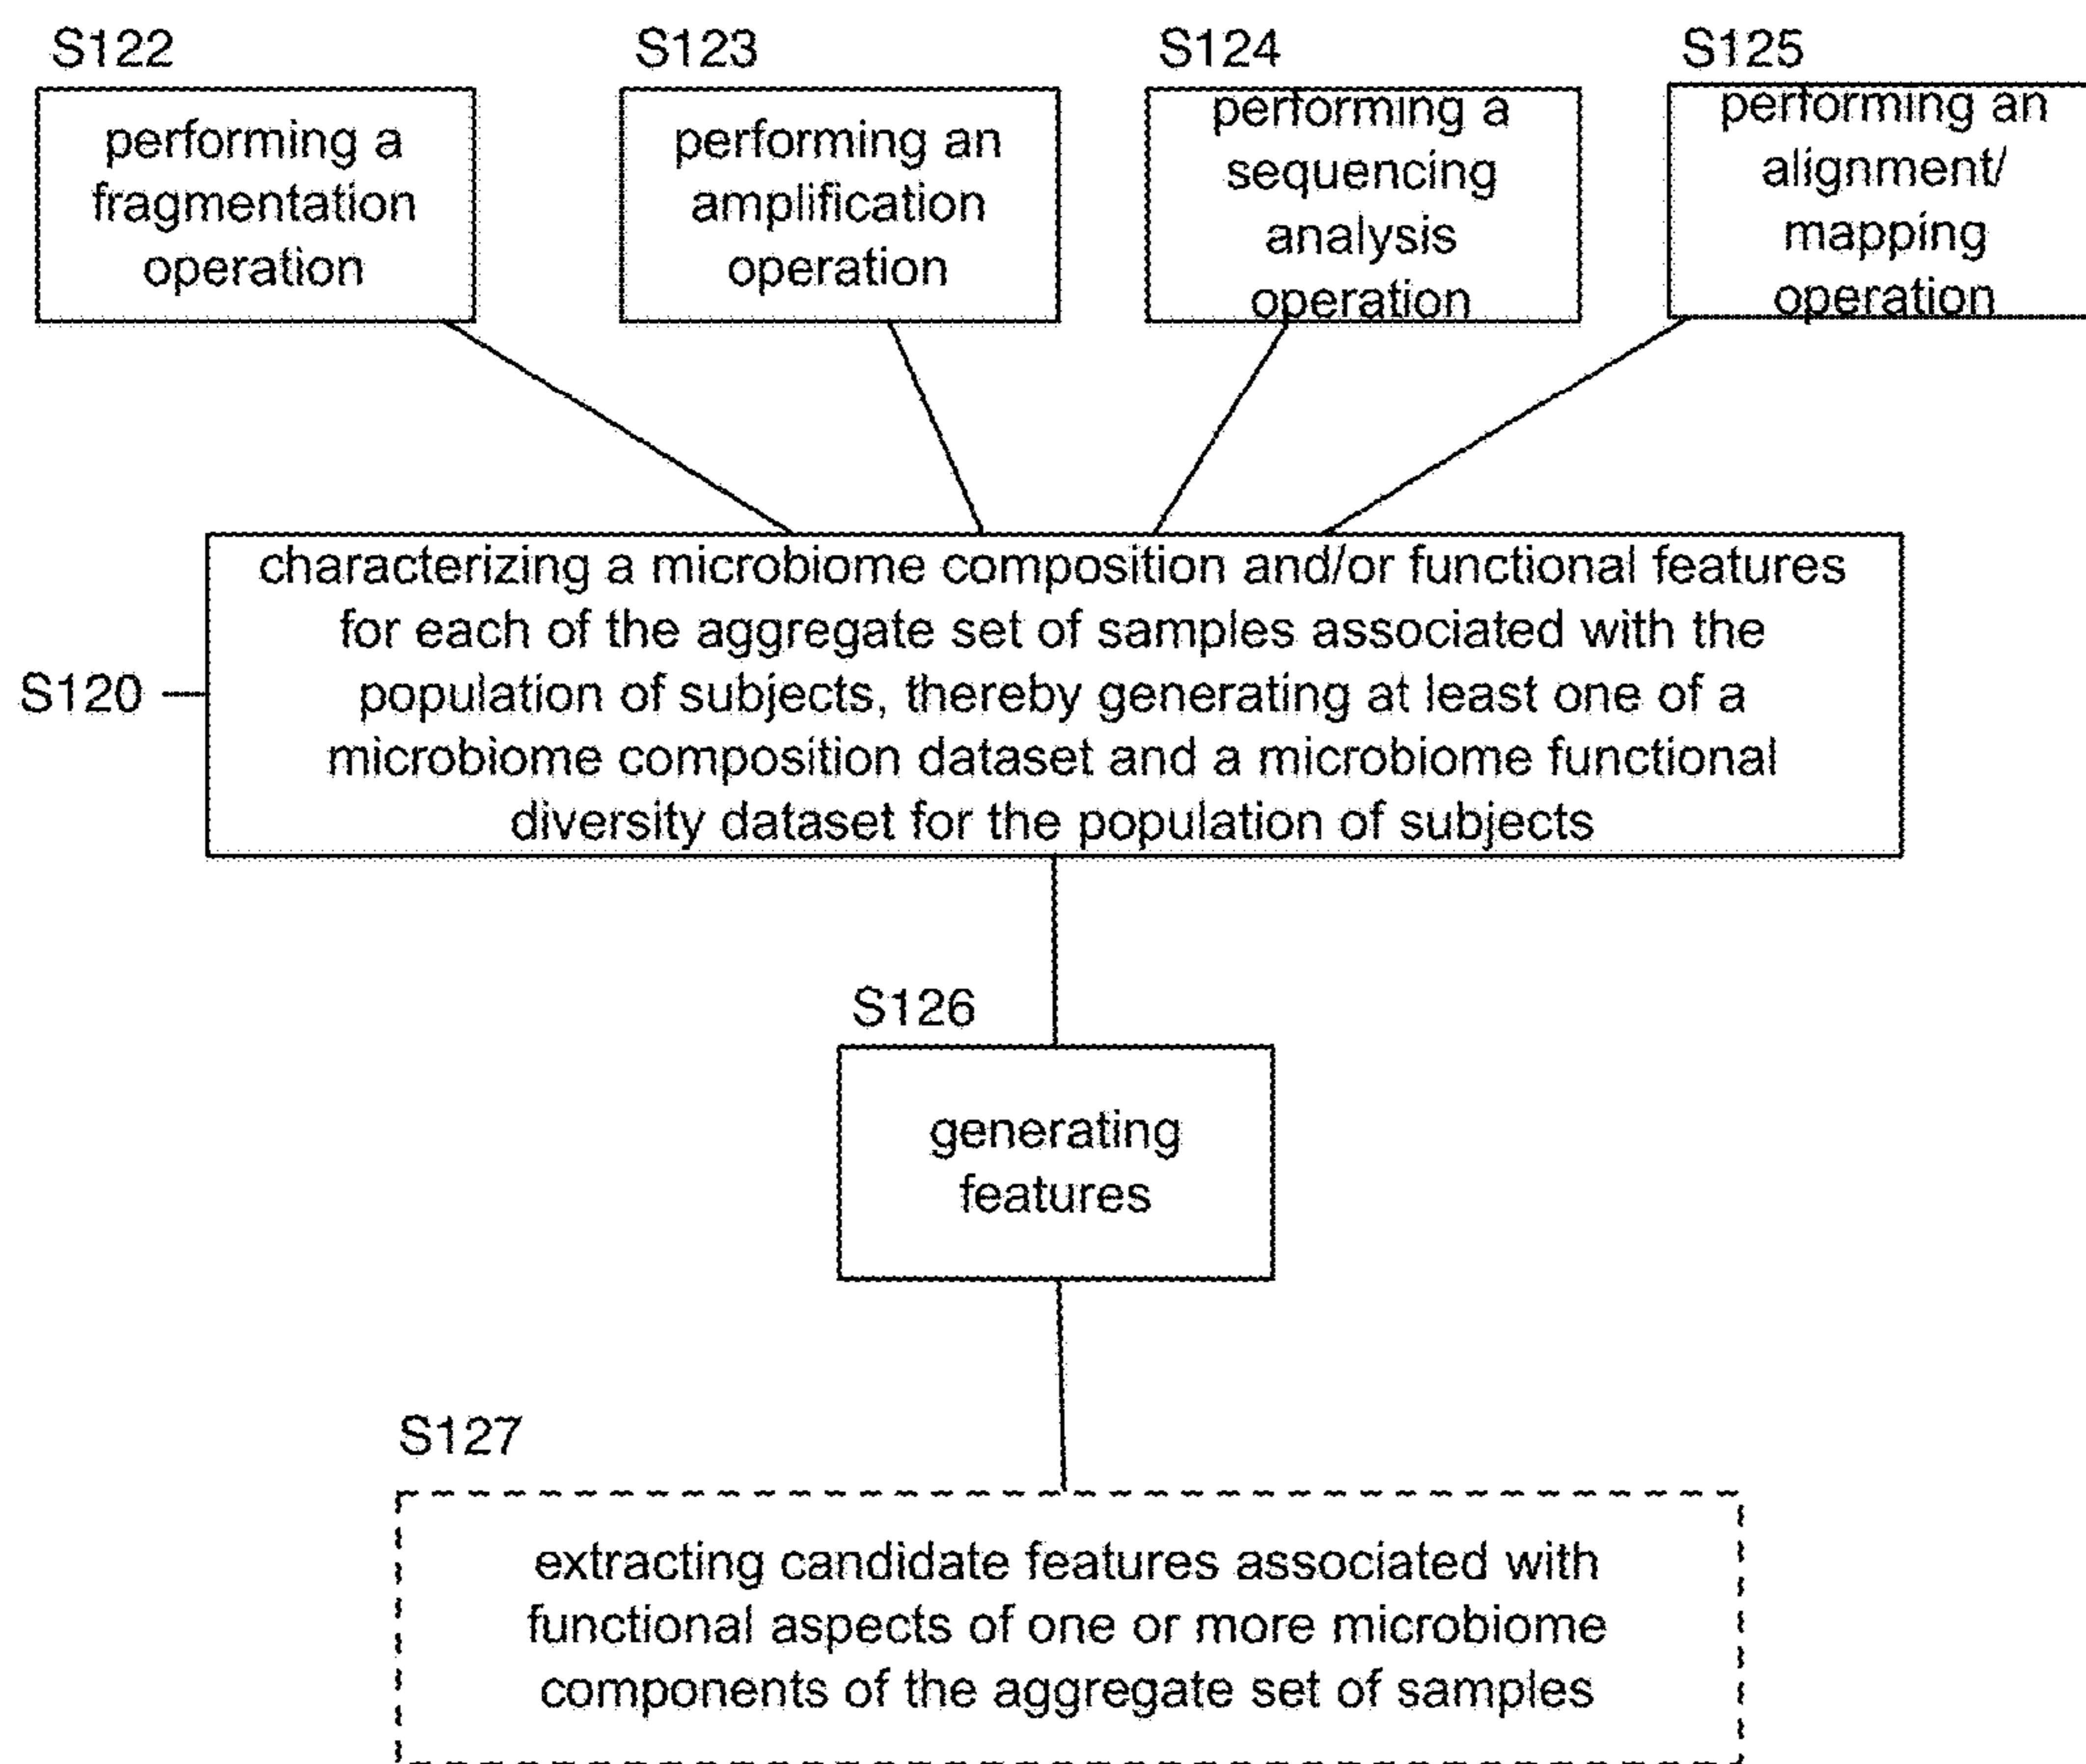 S122
performing a
fragmentation
operation
S123
performing an
amplification
operation
S124
performing a
sequencing
analysis
operation
S125
performing an
alignment/
mapping
operation
S120
characterizing a microbiome composition and/or functional features
for each of the aggregate set of samples associated with the
population of subjects, thereby generating at least one of a
microbiome composition dataset and a microbiome functional
diversity dataset for the population of subjects
S126
generating
features
S127
extracting candidate features associated with
functional aspects of one or more microbiome
components of the aggregate set of samples